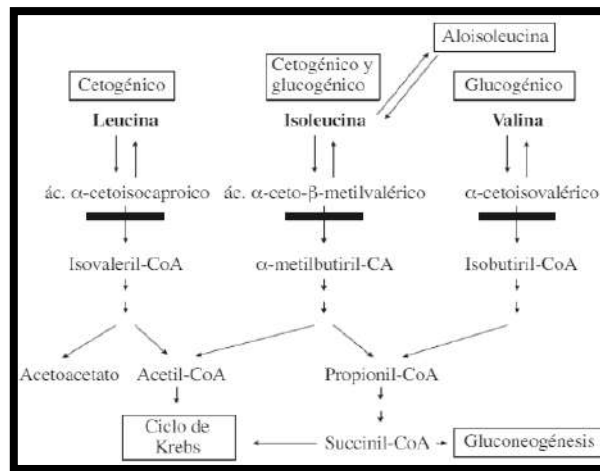 Aloisoleucina
Cetogénico
Cetogénico y
glucogénico
Glucogénico
Leucina
Isoleucina
Valina
ác. α-cetoisocaproico
ác. α-ceto-β-metilvalérico
α-cetoisovalérico
Isovaleril-CoA
α-metilbutiril-CA
Isobutiril-CoA
Acetoacetato
Acetil-CoA
Propionil-CoA
Ciclo de
Krebs
Succinil-CoA
Gluconeogénesis